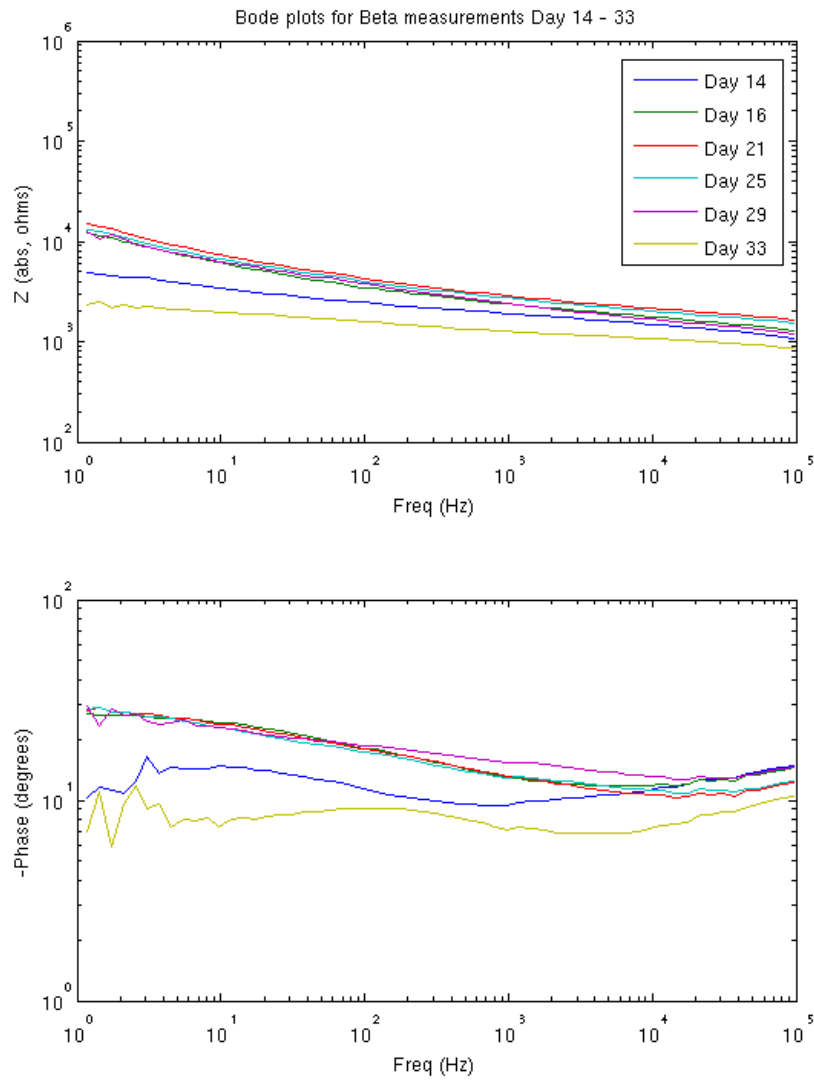 Bode plots for Beta measurements Day 14 - 33
10^6
10^5
10^4
10^3
10^2
Z (abs, ohms)
Day 14
Day 16
Day 21
Day 25
Day 29
Day 33
10^0 10^1 10^2 10^3 10^4 10^5
Freq (Hz)
10^2
10^1
10^0
-Phase (degrees)
10^0 10^1 10^2 10^3 10^4 10^5
Freq (Hz)